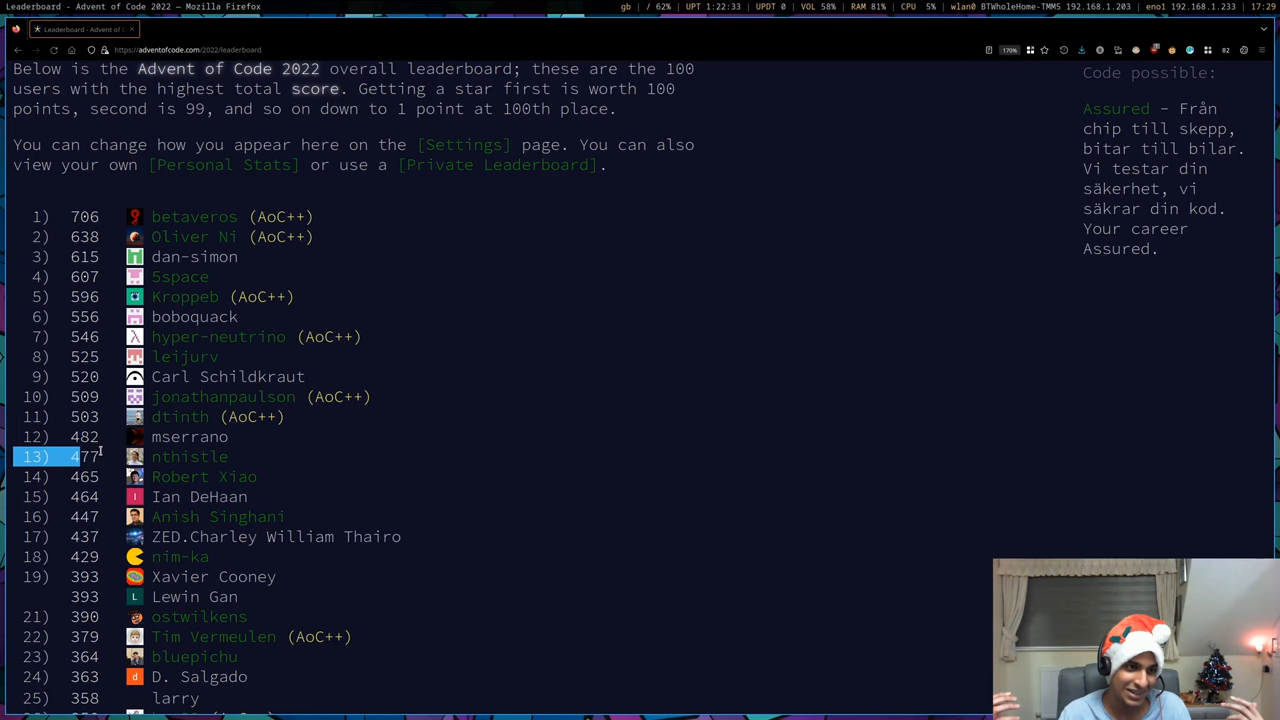 Leaderboard - Advent of Code 2022 — Mozilla Firefox
gb | / 62% | UPT 1:22:33 | UPDT 0 | VOL 58% | RAM 81% | CPU 5% | wlan0 BTWholeHome-TMM5 192.168.1.203 | eno1 192.168.1.233 | 17:29
Leaderboard - Advent of C
https://adventofcode.com/2022/leaderboard
170%
82
Below is the Advent of Code 2022 overall leaderboard; these are the 100
users with the highest total score. Getting a star first is worth 100
points, second is 99, and so on down to 1 point at 100th place.
You can change how you appear here on the [Settings] page. You can also
view your own [Personal Stats] or use a [Private Leaderboard].
1) 706 betaveros (AoC++)
2) 638 Oliver Ni (AoC++)
3) 615 dan-simon
4) 607 5space
5) 596 Kroppeb (AoC++)
6) 556 boboquack
7) 546 hyper-neutrino (AoC++)
8) 525 leijurv
9) 520 Carl Schildkraut
10) 509 jonathanpaulson (AoC++)
11) 503 dtinth (AoC++)
12) 482 mserrano
13) 477 nthistle
14) 465 Robert Xiao
15) 464 Ian DeHaan
16) 447 Anish Singhani
17) 437 ZED.Charley William Thairo
18) 429 nim-ka
19) 393 Xavier Cooney
393 Lewin Gan
21) 390 ostwilkens
22) 379 Tim Vermeulen (AoC++)
23) 364 bluepichu
24) 363 D. Salgado
25) 358 larry
Code possible:
Assured - Från
chip till skepp,
bitar till bilar.
Vi testar din
säkerhet, vi
säkrar din kod.
Your career
Assured.